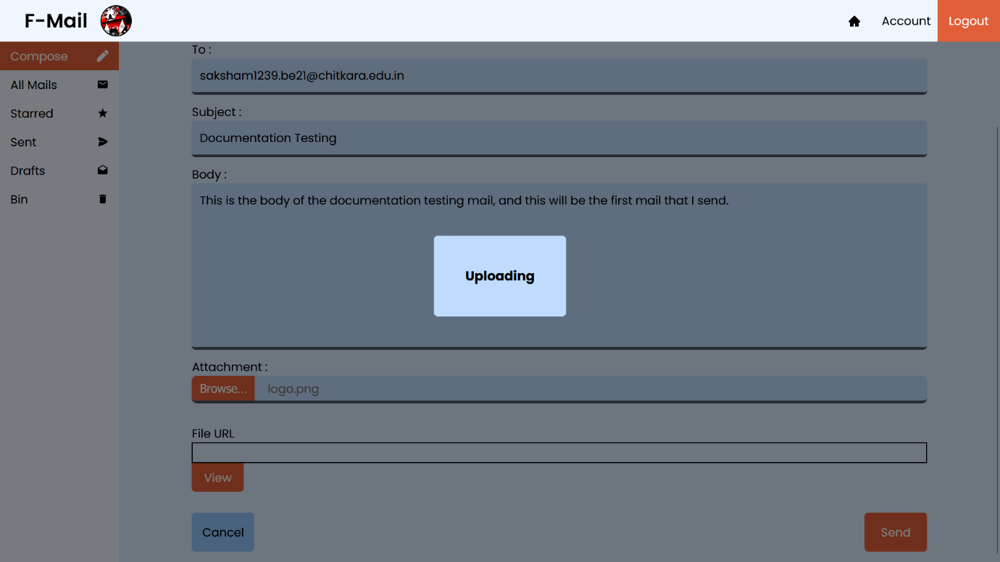 F-Mail
Account
Logout
Compose
All Mails
Starred
Sent
Drafts
Bin
To :
saksham1239.be21@chitkara.edu.in
Subject :
Documentation Testing
Body :
This is the body of the documentation testing mail, and this will be the first mail that I send.
Uploading
Attachment :
Browse... logo.png
File URL
View
Cancel
Send